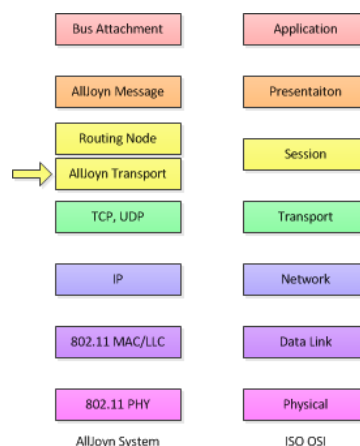 Bus Attachment Application
AllJoyn Message Presentaiton
Routing Node
Session
AllJoyn Transport
TCP, UDP Transport
IP Network
802.11 MAC/LLC Data Link
802.11 PHY Physical
AllJoyn System ISO OSI